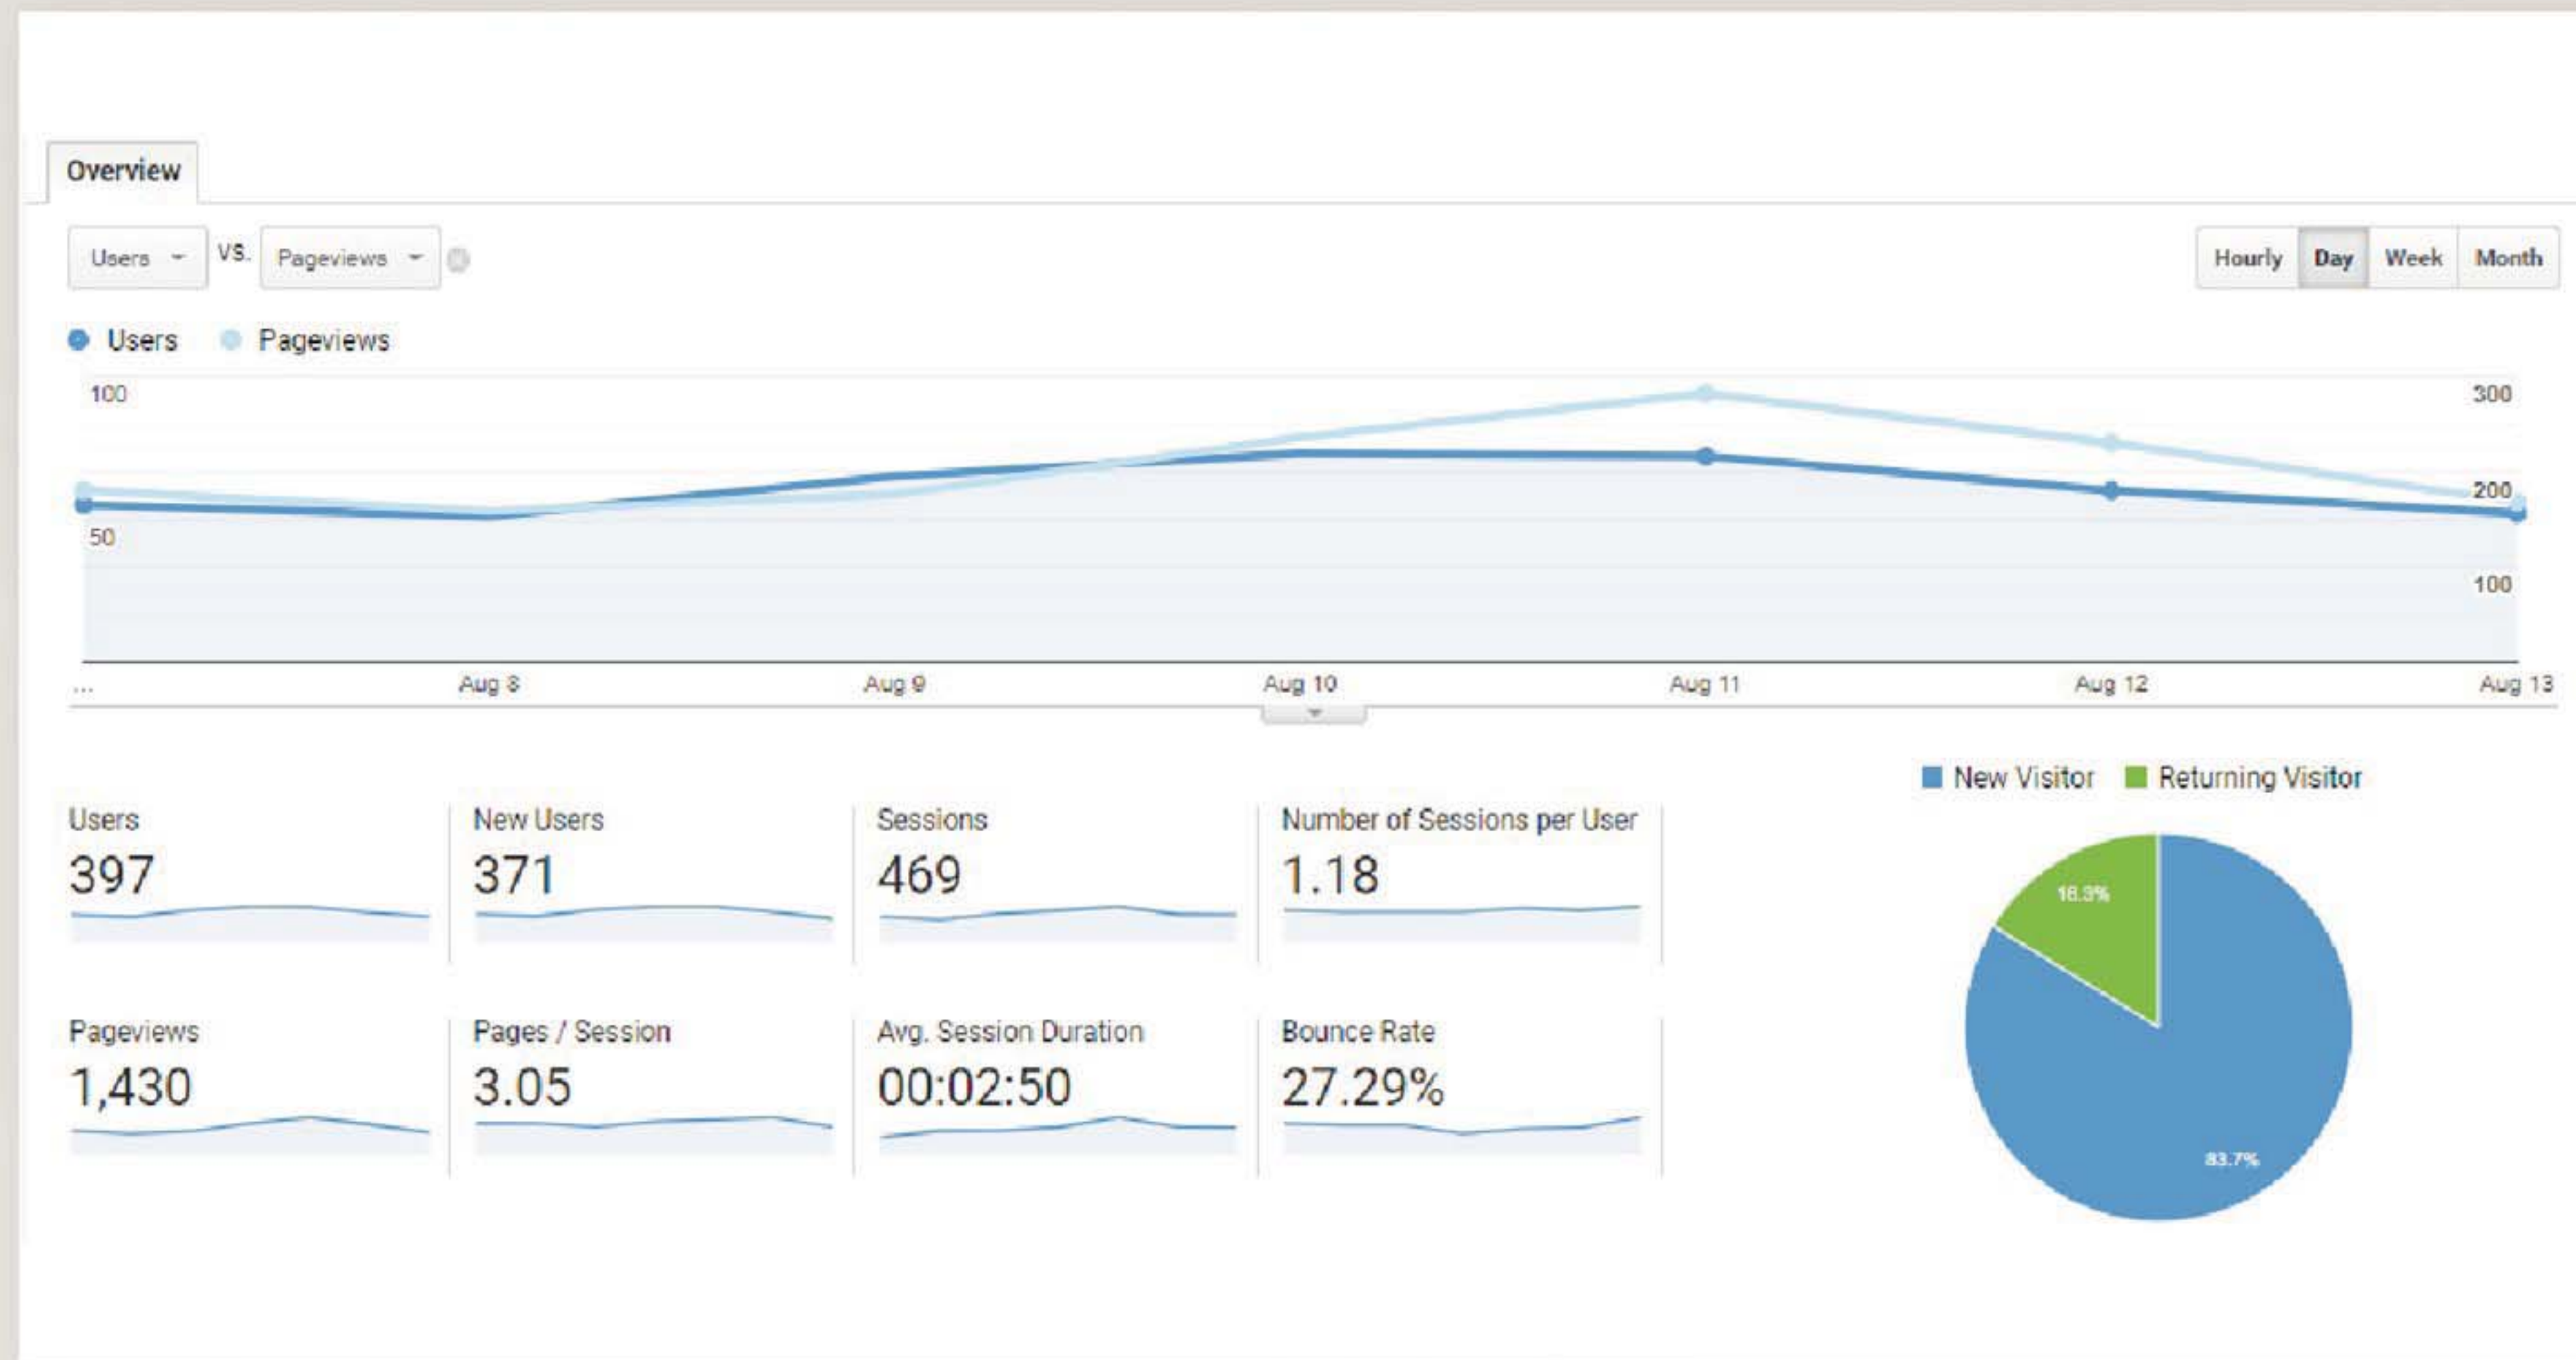 Overview
Users VS. Pageviews
Hourly Day Week Month
Users Pageviews
100 300
200
50
100
... Aug 8 Aug 9 Aug 10 Aug 11 Aug 12 Aug 13
New Visitor Returning Visitor
Users New Users Sessions Number of Sessions per User
397 371 469 1.18
16.3%
Pageviews Pages / Session Avg. Session Duration Bounce Rate
1,430 3.05 00:02:50 27.29%
83.7%